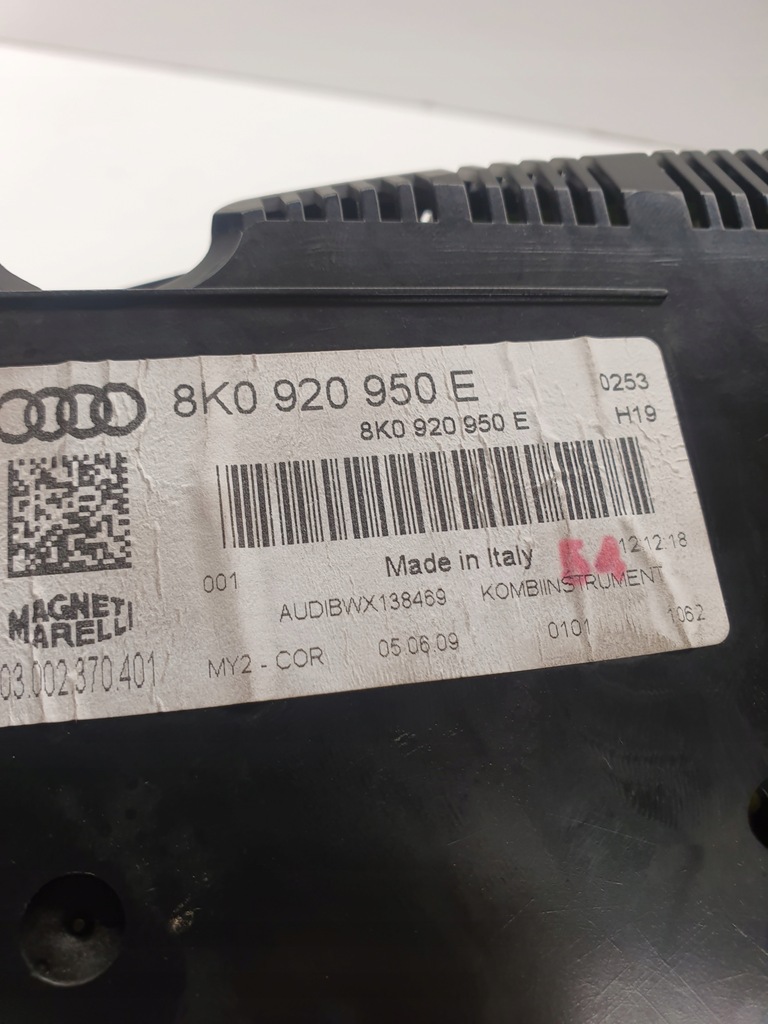 8K0 920 950 E
0253
8K0 920 950 E
H19
Made in Italy
54
12:12:18
001
AUDIBWX138469
KOMBIINSTRUMENT
MAGNETI
MARELLI
03.002.370.401
MY2 - COR
05.06.09
0101
1062